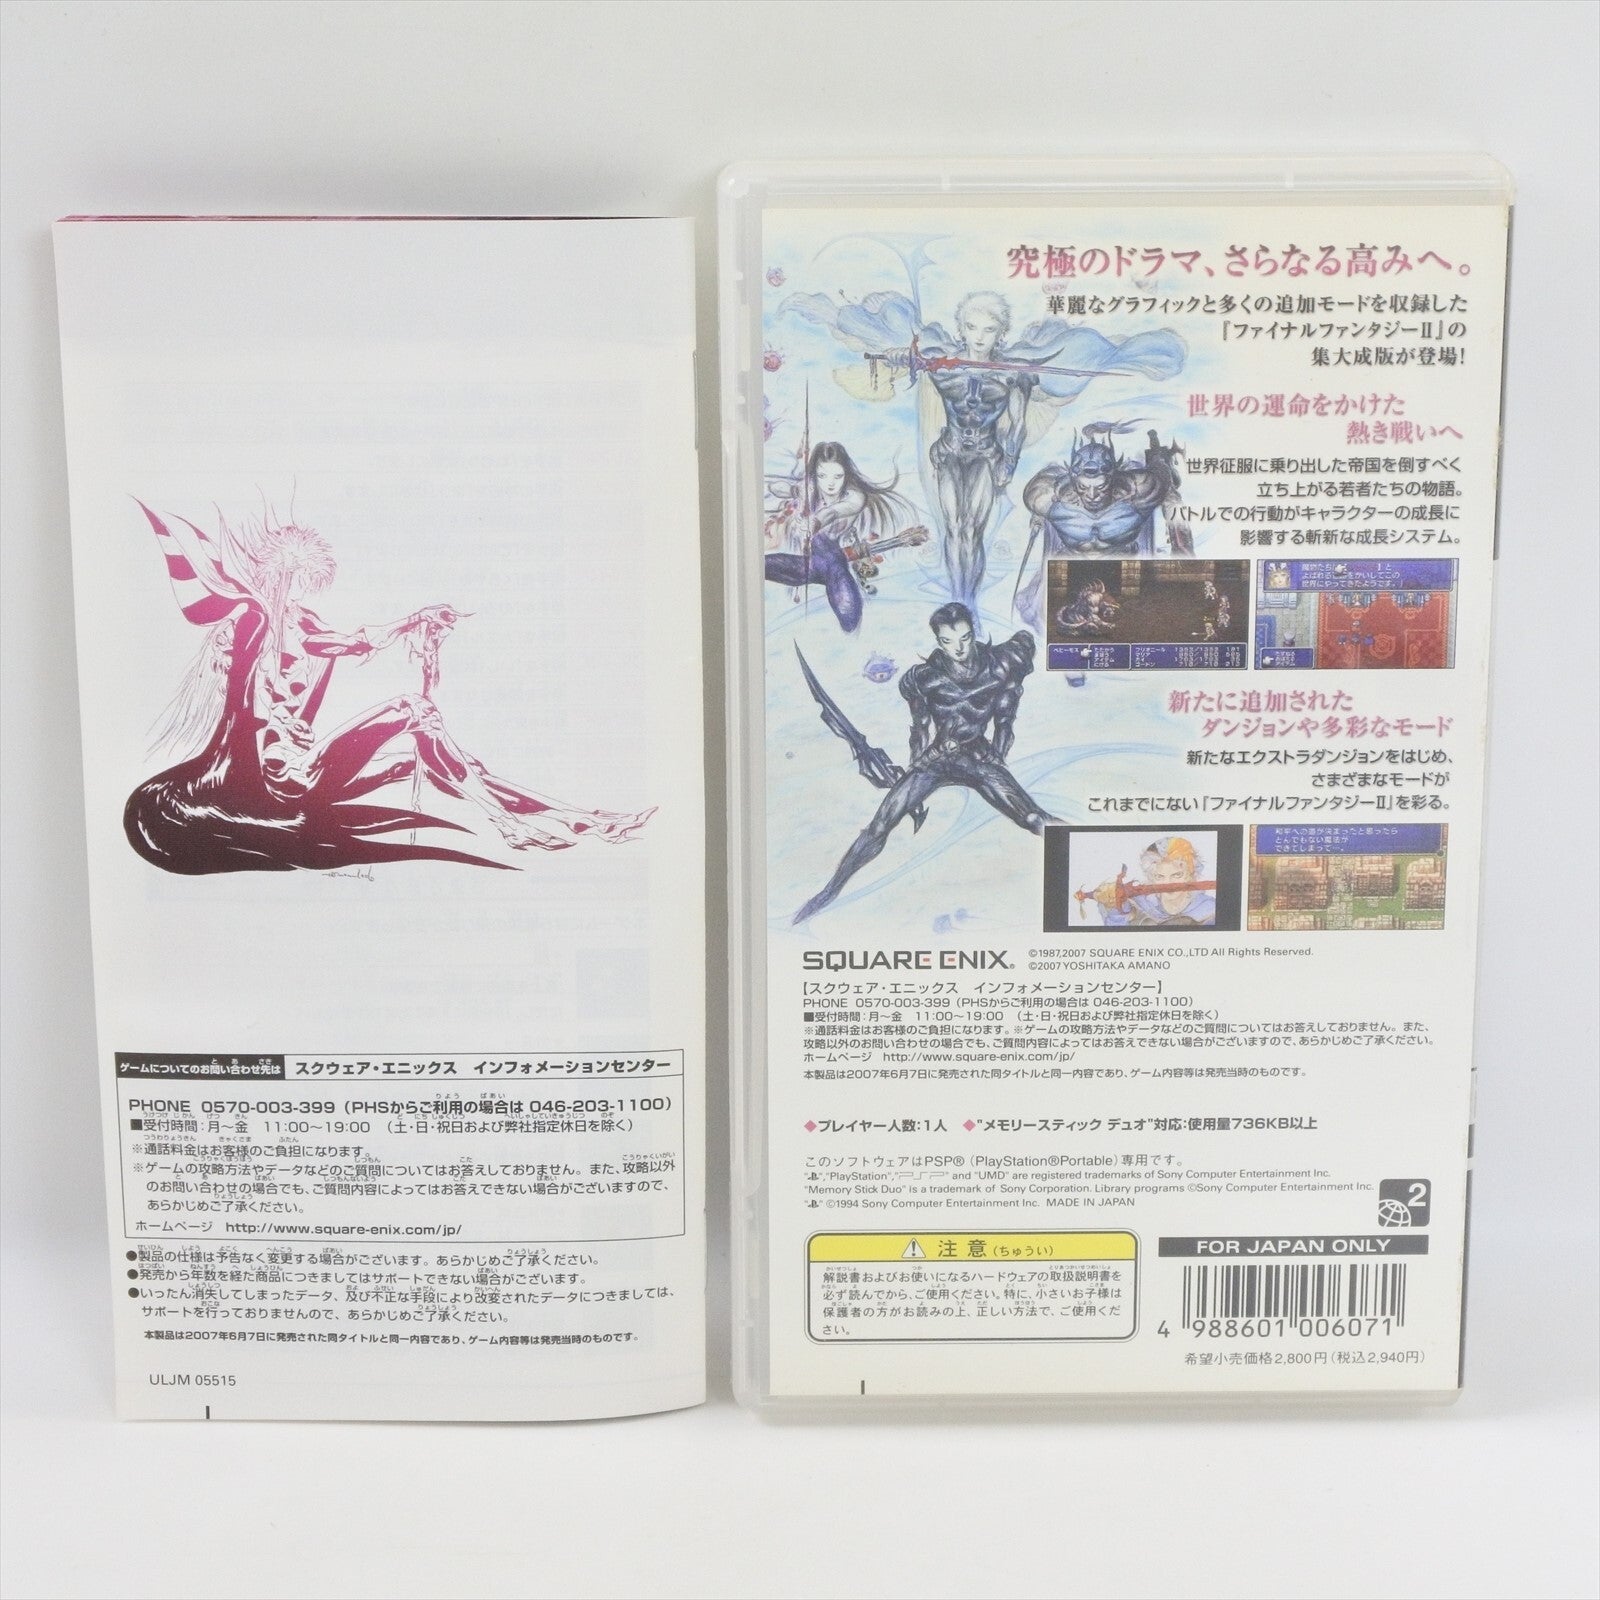 ゲームについてのお問い合わせ先は スクウェア・エニックス インフォメーションセンター
PHONE 0570-003-399（PHSからご利用の場合は 046-203-1100）
■受付時間：月～金 11:00～19:00 （土・日・祝日および弊社指定休日を除く）
※通話料金はお客様のご負担になります。
※ゲームの攻略方法やデータなどのご質問についてはお答えしておりません。また、攻略以外
のお問い合わせの場合でも、ご質問内容によってはお答えできない場合がございますので、
あらかじめご了承ください。
ホームページ http://www.square-enix.com/jp/
●製品の仕様は予告なく変更する場合がございます。あらかじめご了承ください。
●発売から年数を経た商品につきましてはサポートできない場合がございます。
●いったん消失してしまったデータ、及び不正な手段により改変されたデータにつきましては、
サポートを行っておりませんので、あらかじめご了承ください。
本製品は2007年6月7日に発売された同タイトルと同一内容であり、ゲーム内容等は発売当時のものです。
ULJM 05515
究極のドラマ、さらなる高みへ。
華麗なグラフィックと多くの追加モードを収録した
『ファイナルファンタジーⅡ』の
集大成版が登場！
世界の運命をかけた
熱き戦いへ
世界征服に乗り出した帝国を倒すべく
立ち上がる若者たちの物語。
バトルでの行動がキャラクターの成長に
影響する斬新な成長システム。
新たに追加された
ダンジョンや多彩なモード
新たなエクストラダンジョンをはじめ、
さまざまなモードが
これまでにない『ファイナルファンタジーⅡ』を彩る。
和平への道が決まったと思ったら
とんでもない魔法が
できてしまって…。
SQUARE ENIX®
©1987,2007 SQUARE ENIX CO.,LTD All Rights Reserved.
©2007 YOSHITAKA AMANO
【スクウェア・エニックス インフォメーションセンター】
PHONE 0570-003-399（PHSからご利用の場合は 046-203-1100）
■受付時間：月～金 11:00～19:00 （土・日・祝日および弊社指定休日を除く）
※通話料金はお客様のご負担になります。※ゲームの攻略方法やデータなどのご質問についてはお答えしておりません。また、
攻略以外のお問い合わせの場合でも、ご質問内容によってはお答えできない場合がございますので、あらかじめご了承ください。
ホームページ http://www.square-enix.com/jp/
本製品は2007年6月7日に発売された同タイトルと同一内容であり、ゲーム内容等は発売当時のものです。
◆プレイヤー人数：1人 ◆"メモリースティック デュオ"対応：使用量736KB以上
このソフトウェアはPSP®（PlayStation®Portable）専用です。
"PlayStation", "PSP" and "UMD" are registered trademarks of Sony Computer Entertainment Inc.
"Memory Stick Duo" is a trademark of Sony Corporation. Library programs ©Sony Computer Entertainment Inc.
©1994 Sony Computer Entertainment Inc. MADE IN JAPAN
2
FOR JAPAN ONLY
注意（ちゅうい）
解説書およびお使いになるハードウェアの取扱説明書を
必ず読んでから、ご使用ください。特に、小さいお子様は
保護者の方がお読みの上、正しい方法で、ご使用くだ
さい。
4 988601 006071
希望小売価格2,800円（税込2,940円）